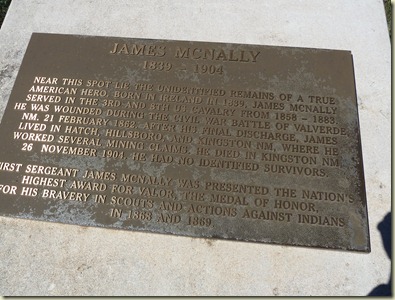 JAMES MCNALLY
1839 - 1904
NEAR THIS SPOT LIE THE UNIDENTIFIED REMAINS OF A TRUE
AMERICAN HERO. BORN IN IRELAND IN 1839, JAMES MCNALLY
SERVED IN THE 3RD AND 8TH CAVALRY FROM 1858 - 1883.
HE WAS WOUNDED DURING THE CIVIL WAR BATTLE OF VALVERDE,
NM, 21 FEBRUARY 1862. AFTER HIS FINAL DISCHARGE, JAMES
LIVED IN HATCH, HILLSBORO, AND KINGSTON NM, WHERE HE
WORKED SEVERAL MINING CLAIMS. HE DIED IN KINGSTON NM,
26 NOVEMBER 1904. HE HAD NO IDENTIFIED SURVIVORS.
FIRST SERGEANT JAMES MCNALLY WAS PRESENTED THE NATION'S
HIGHEST AWARD FOR VALOR, THE MEDAL OF HONOR,
FOR HIS BRAVERY IN SCOUTS AND ACTIONS AGAINST INDIANS
IN 1868 AND 1869.